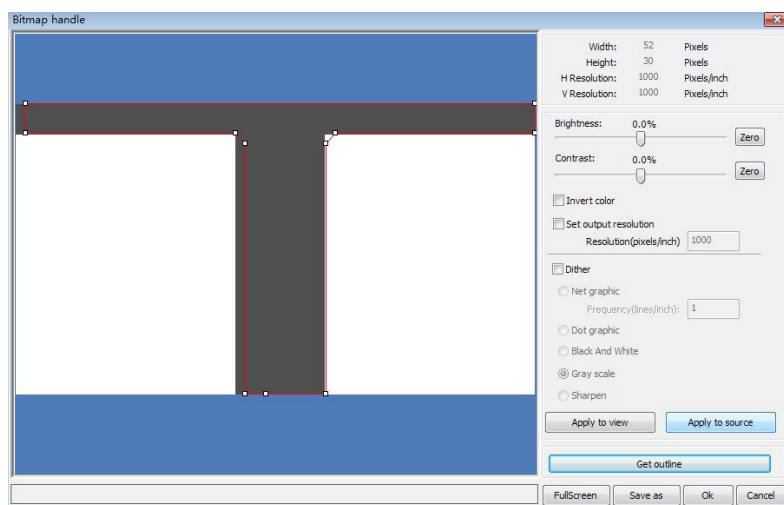 Bitmap handle
Width: 52 Pixels
Height: 30 Pixels
H Resolution: 1000 Pixels/inch
V Resolution: 1000 Pixels/inch
Brightness: 0.0%
Zero
Contrast: 0.0%
Zero
Invert color
Set output resolution
Resolution(pixels/inch) 1000
Dither
Net graphic
Frequency(lines/inch): 1
Dot graphic
Black And White
Gray scale
Sharpen
Apply to view Apply to source
Get outline
FullScreen Save as Ok Cancel